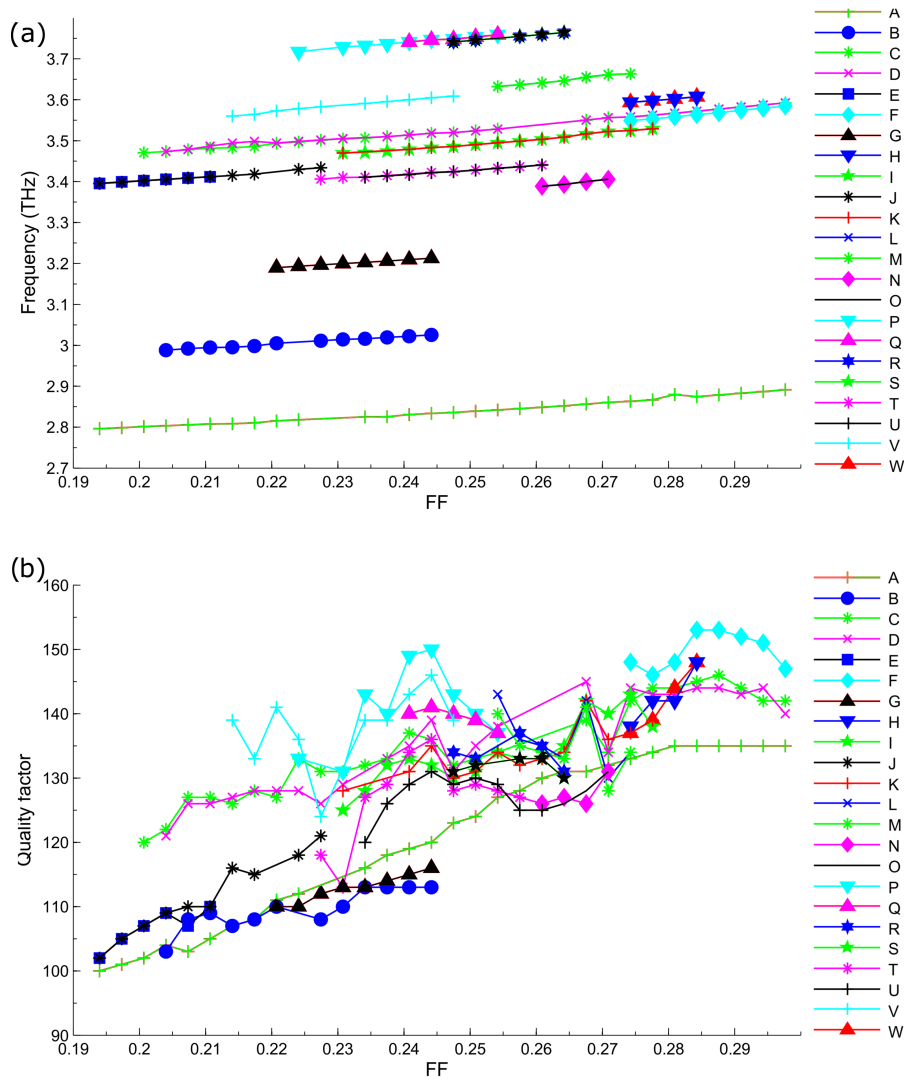 (a)
Frequency (THz)
3.7
3.6
3.5
3.4
3.3
3.2
3.1
3
2.9
2.8
2.7
0.19
0.2
0.21
0.22
0.23
0.24
0.25
0.26
0.27
0.28
0.29
FF
A
B
C
D
E
F
G
H
I
J
K
L
M
N
O
P
Q
R
S
T
U
V
W
(b)
Quality factor
160
150
140
130
120
110
100
90
0.19
0.2
0.21
0.22
0.23
0.24
0.25
0.26
0.27
0.28
0.29
FF
A
B
C
D
E
F
G
H
I
J
K
L
M
N
O
P
Q
R
S
T
U
V
W